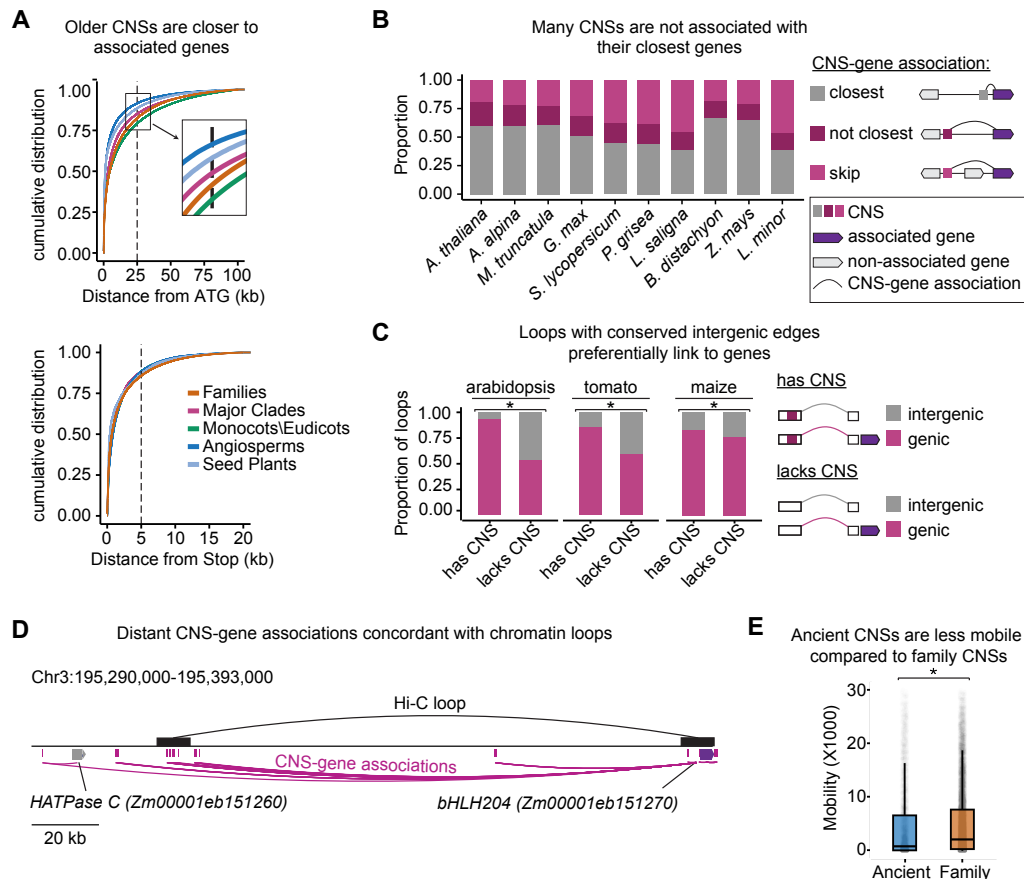 A
Older CNSs are closer to
associated genes
cumulative distribution
1.00
0.75
0.50
0.25
0.00
0 25 50 75 100
Distance from ATG (kb)
cumulative distribution
1.00
0.75
0.50
0.25
0.00
Families
Major Clades
Monocots\Eudicots
Angiosperms
Seed Plants
0 5 10 15 20
Distance from Stop (kb)
B
Many CNSs are not associated with
their closest genes
Proportion
1.00
0.75
0.50
0.25
0.00
A. thaliana
A. alpina
M. truncatula
G. max
S. lycopersicum
P. grisea
L. saligna
B. distachyon
Z. mays
L. minor
CNS-gene association:
closest
not closest
skip
CNS
associated gene
non-associated gene
CNS-gene association
C
Loops with conserved intergenic edges
preferentially link to genes
arabidopsis tomato maize
* * *
Proportion of loops
1.00
0.75
0.50
0.25
0.00
has CNS
lacks CNS
has CNS
lacks CNS
has CNS
lacks CNS
has CNS
intergenic
genic
lacks CNS
intergenic
genic
D
Distant CNS-gene associations concordant with chromatin loops
Chr3:195,290,000-195,393,000
Hi-C loop
CNS-gene associations
HATPase C (Zm00001eb151260)
bHLH204 (Zm00001eb151270)
20 kb
E
Ancient CNSs are less mobile
compared to family CNSs
*
Mobility (X1000)
30
20
10
0
Ancient Family